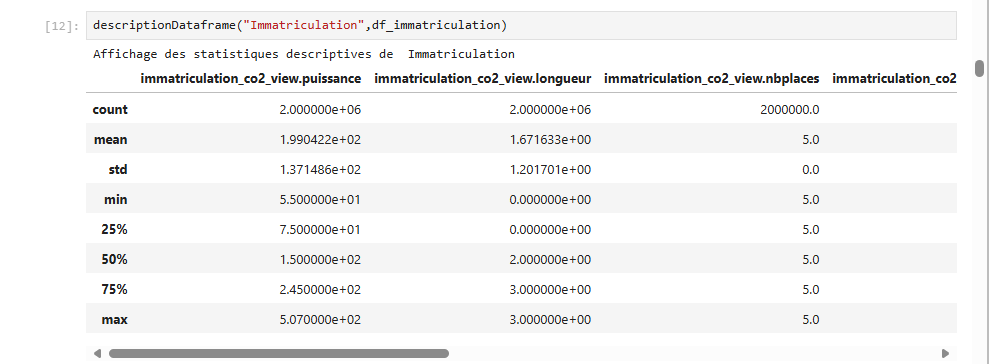 [12]: descriptionDataframe("Immatriculation",df_immatriculation)
Affichage des statistiques descriptives de  Immatriculation
immatriculation_co2_view.puissance immatriculation_co2_view.longueur immatriculation_co2_view.nbplaces immatriculation_co2
count 2.000000e+06 2.000000e+06 2000000.0
mean 1.990422e+02 1.671633e+00 5.0
std 1.371486e+02 1.201701e+00 0.0
min 5.500000e+01 0.000000e+00 5.0
25% 7.500000e+01 0.000000e+00 5.0
50% 1.500000e+02 2.000000e+00 5.0
75% 2.450000e+02 3.000000e+00 5.0
max 5.070000e+02 3.000000e+00 5.0